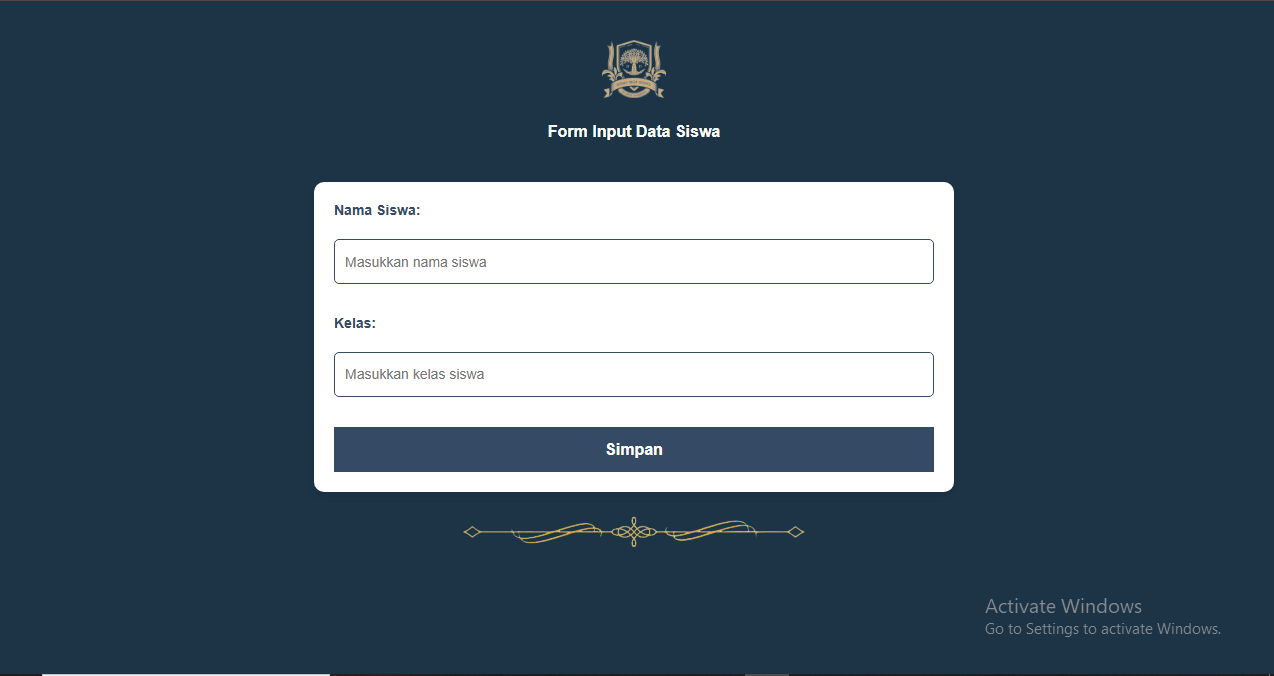 Form Input Data Siswa
Nama Siswa:
Masukkan nama siswa
Kelas:
Masukkan kelas siswa
Simpan
Activate Windows
Go to Settings to activate Windows.